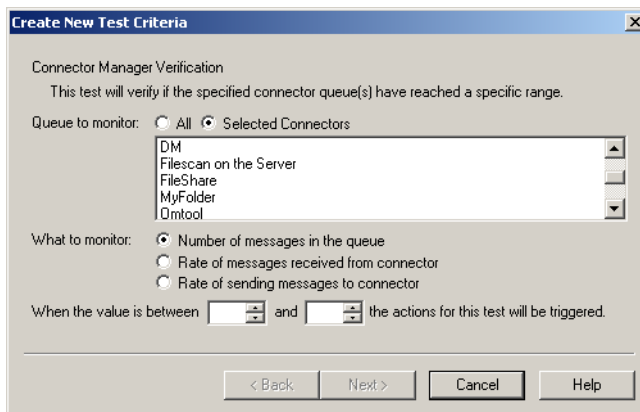 Create New Test Criteria
Connector Manager Verification
This test will verify if the specified connector queue(s) have reached a specific range.
Queue to monitor: All Selected Connectors
DM
Filescan on the Server
FileShare
MyFolder
Omtool
What to monitor: Number of messages in the queue
Rate of messages received from connector
Rate of sending messages to connector
When the value is between and the actions for this test will be triggered.
< Back Next > Cancel Help